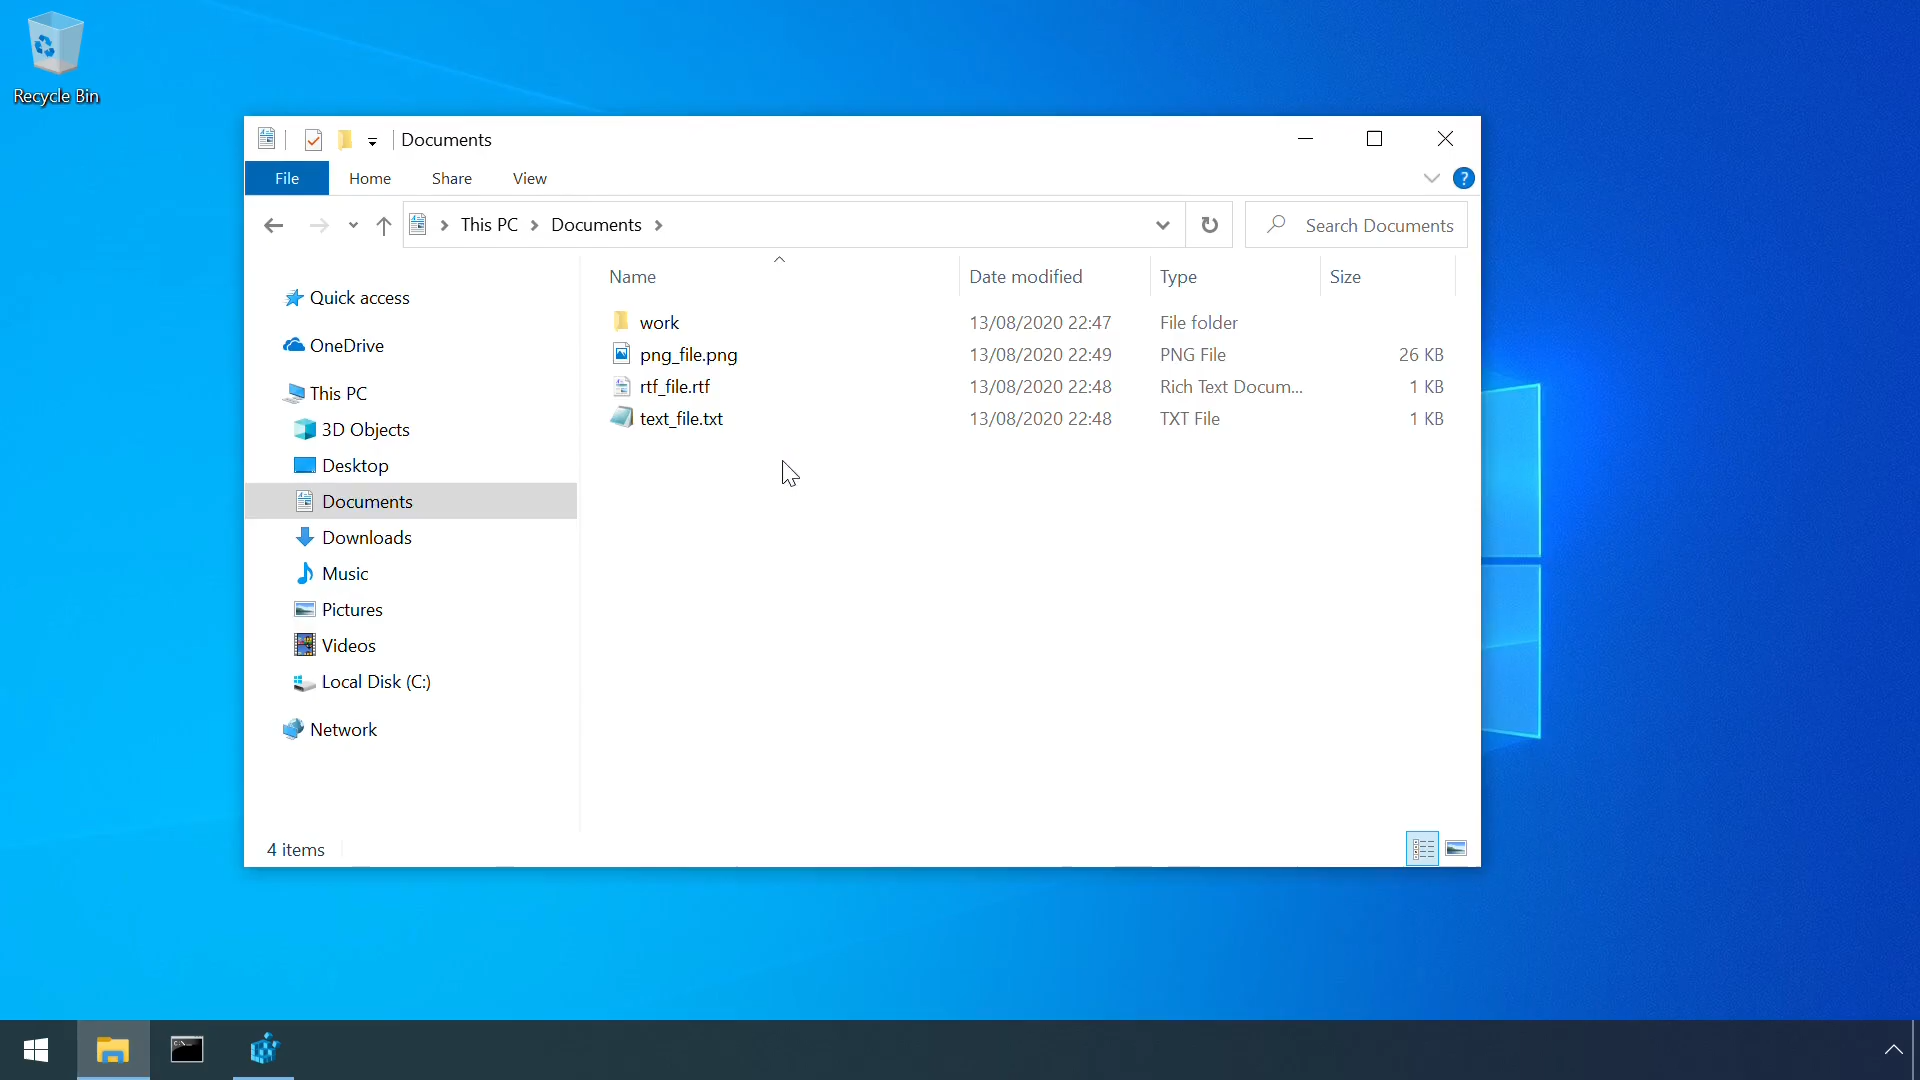 Recycle Bin
Documents
File Home Share View
This PC Documents
Search Documents
Name Date modified Type Size
work 13/08/2020 22:47 File folder
png_file.png 13/08/2020 22:49 PNG File 26 KB
rtf_file.rtf 13/08/2020 22:48 Rich Text Docum... 1 KB
text_file.txt 13/08/2020 22:48 TXT File 1 KB
Quick access
OneDrive
This PC
3D Objects
Desktop
Documents
Downloads
Music
Pictures
Videos
Local Disk (C:)
Network
4 items